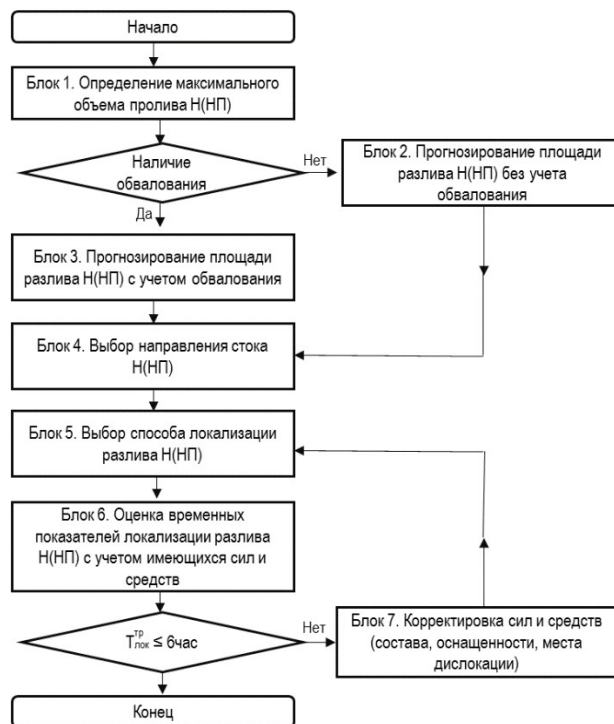 Начало
Блок 1. Определение максимального
объема пролива Н(НП)
Наличие
обвалования
Нет
Блок 2. Прогнозирование площади
разлива Н(НП) без учета
обвалования
Да
Блок 3. Прогнозирование площади
разлива Н(НП) с учетом обвалования
Блок 4. Выбор направления стока
Н(НП)
Блок 5. Выбор способа локализации
разлива Н(НП)
Блок 6. Оценка временных
показателей локализации разлива
Н(НП) с учетом имеющихся сил и
средств
Tтрлок ≤ 6час
Нет
Блок 7. Корректировка сил и средств
(состава, оснащенности, места
дислокации)
Конец